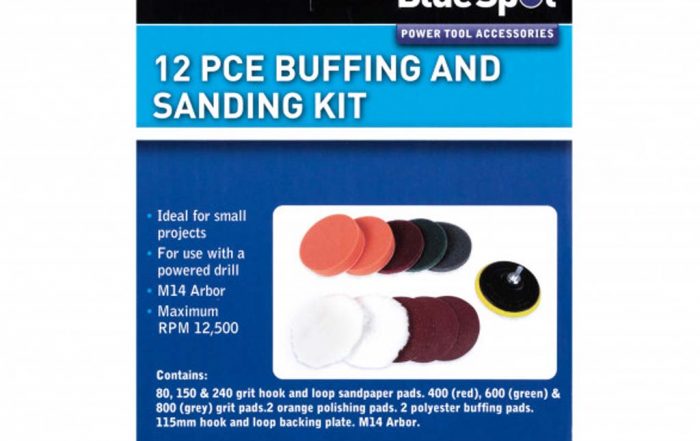 BlueSpot
POWER TOOL ACCESSORIES
12 PCE BUFFING AND
SANDING KIT
• Ideal for small
projects
• For use with a
powered drill
• M14 Arbor
• Maximum
RPM 12,500
Contains:
80, 150 & 240 grit hook and loop sandpaper pads. 400 (red), 600 (green) &
800 (grey) grit pads.2 orange polishing pads. 2 polyester buffing pads.
115mm hook and loop backing plate. M14 Arbor.